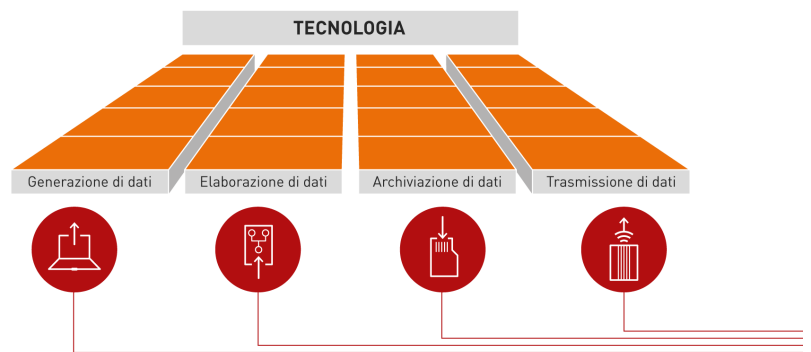 TECNOLOGIA
Generazione di dati
Elaborazione di dati
Archiviazione di dati
Trasmissione di dati